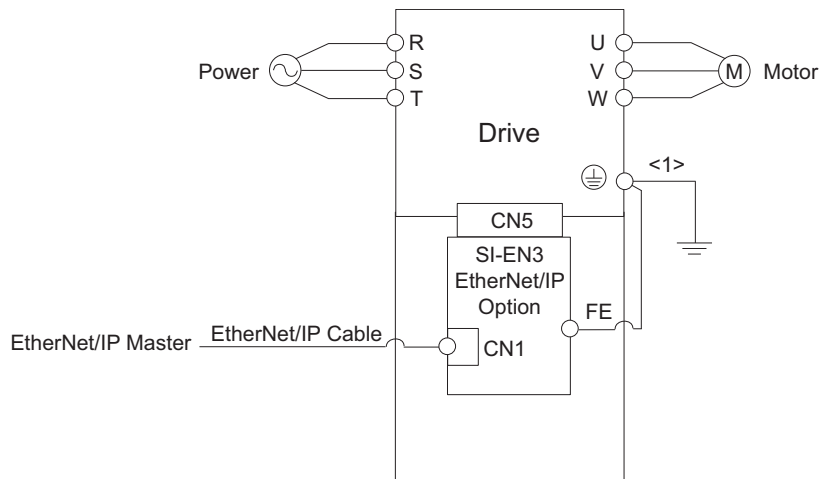 R
U
Power
S
V
M
Motor
T
W
Drive
<1>
CN5
SI-EN3
EtherNet/IP
Option
FE
EtherNet/IP Master
EtherNet/IP Cable
CN1